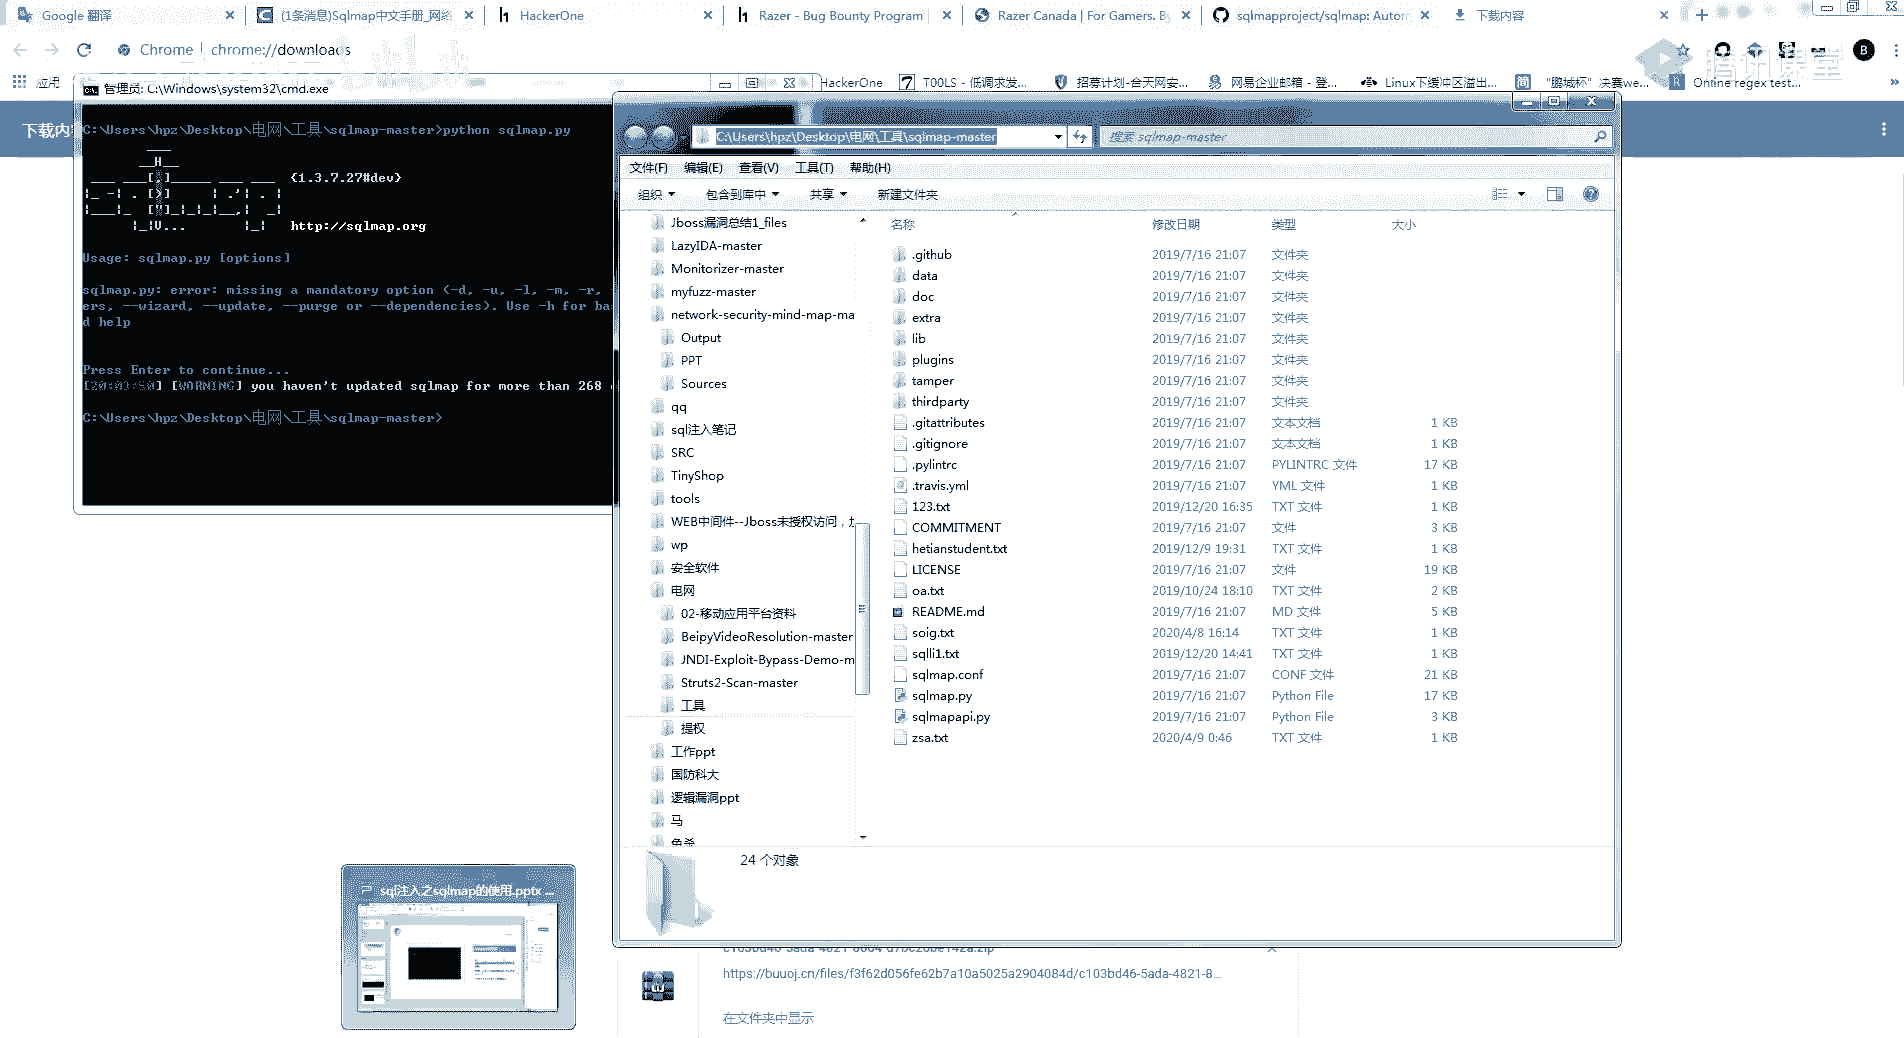 Google 翻译
(1条消息)Sqlmap中文手册_网络
HackerOne
Razer - Bug Bounty Program
Razer Canada | For Gamers. By
sqlmapproject/sqlmap: Autom
下载内容
Chrome | chrome://downloads
B
应用
HackerOne
T00LS - 低调求发...
招募计划-合天网安...
网易企业邮箱 - 登...
Linux下缓冲区溢出...
"鹏城杯" 决赛we...
Online regex test...
腾讯课堂
下载内容
管理员: C:\Windows\system32\cmd.exe
C:\Users\hpz\Desktop\电网\工具\sqlmap-master>python sqlmap.py
{1.3.7.27#dev}
http://sqlmap.org
Usage: sqlmap.py [options]
sqlmap.py: error: missing a mandatory option (-d, -u, -l, -m, -r,
ers, --wizard, --update, --purge or --dependencies). Use -h for ba
d help
Press Enter to continue...
[WARNING] you haven't updated sqlmap for more than 268
C:\Users\hpz\Desktop\电网\工具\sqlmap-master>
C:\Users\hpz\Desktop\电网\工具\sqlmap-master
搜索 sqlmap-master
文件(F) 编辑(E) 查看(V) 工具(T) 帮助(H)
组织 包含到库中 共享 新建文件夹
Jboss漏洞总结1_files
LazyIDA-master
Monitorizer-master
myfuzz-master
network-security-mind-map-ma
Output
PPT
Sources
qq
sql注入笔记
SRC
TinyShop
tools
WEB中间件--Jboss未授权访问，
wp
安全软件
电网
02-移动应用平台资料
BeipyVideoResolution-master
JNDI-Exploit-Bypass-Demo-m
Struts2-Scan-master
工具
提权
工作ppt
国防科大
逻辑漏洞ppt
马
免杀
名称 修改日期 类型 大小
.github 2019/7/16 21:07 文件夹
data 2019/7/16 21:07 文件夹
doc 2019/7/16 21:07 文件夹
extra 2019/7/16 21:07 文件夹
lib 2019/7/16 21:07 文件夹
plugins 2019/7/16 21:07 文件夹
tamper 2019/7/16 21:07 文件夹
thirdparty 2019/7/16 21:07 文件夹
.gitattributes 2019/7/16 21:07 文本文档 1 KB
.gitignore 2019/7/16 21:07 文本文档 1 KB
.pylintrc 2019/7/16 21:07 PYLINTRC 文件 17 KB
.travis.yml 2019/7/16 21:07 YML 文件 1 KB
123.txt 2019/12/20 16:35 TXT 文件 1 KB
COMMITMENT 2019/7/16 21:07 文件 3 KB
hetianstudent.txt 2019/12/9 19:31 TXT 文件 1 KB
LICENSE 2019/7/16 21:07 文件 19 KB
oa.txt 2019/10/24 18:10 TXT 文件 2 KB
README.md 2019/7/16 21:07 MD 文件 5 KB
soig.txt 2020/4/8 16:14 TXT 文件 1 KB
sqlli1.txt 2019/12/20 14:41 TXT 文件 1 KB
sqlmap.conf 2019/7/16 21:07 CONF 文件 21 KB
sqlmap.py 2019/7/16 21:07 Python File 17 KB
sqlmapapi.py 2019/7/16 21:07 Python File 3 KB
zsa.txt 2020/4/9 0:46 TXT 文件 1 KB
24 个对象
sql注入之sqlmap的使用.pptx ...
https://buuoj.cn/files/f3f62d056fe62b7a10a5025a2904084d/c103bd46-5ada-4821-8...
在文件夹中显示